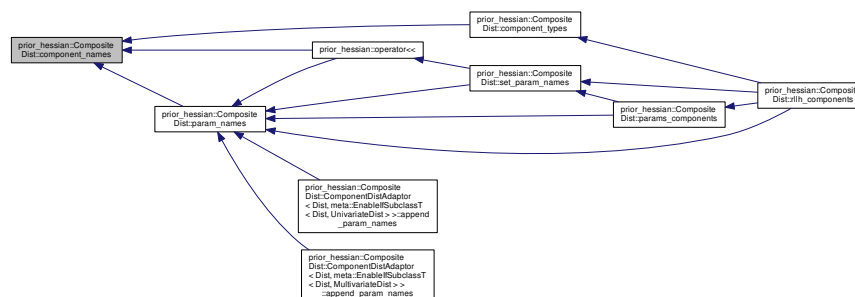 prior_hessian::Composite
Dist::component_names
prior_hessian::Composite
Dist::component_types
prior_hessian::operator<<
prior_hessian::Composite
Dist::set_param_names
prior_hessian::Composit
Dist::rllh_components
prior_hessian::Composite
Dist::params_components
prior_hessian::Composite
Dist::param_names
prior_hessian::Composite
Dist::ComponentDistAdaptor
< Dist, meta::EnableIfSubclassT
< Dist, UnivariateDist > >::append
_param_names
prior_hessian::Composite
Dist::ComponentDistAdaptor
< Dist, meta::EnableIfSubclassT
< Dist, MultivariateDist > >
::append_param_names